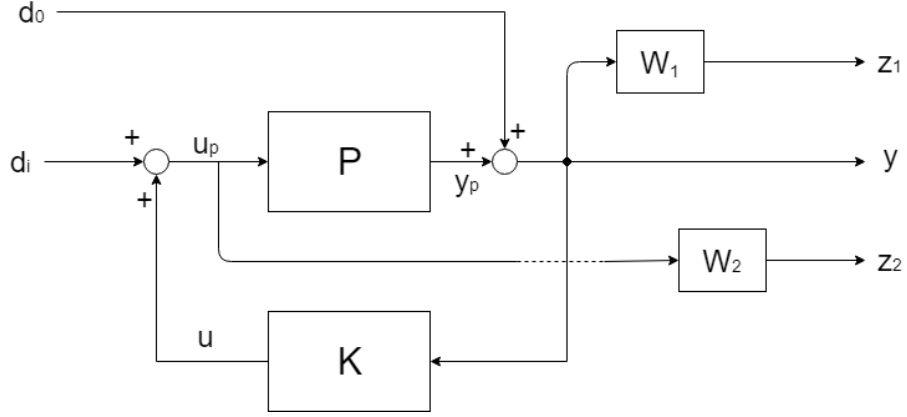 d₀
W₁
z₁
+
+
uₚ
P
+
dᵢ
yₚ
y
+
W₂
z₂
u
K